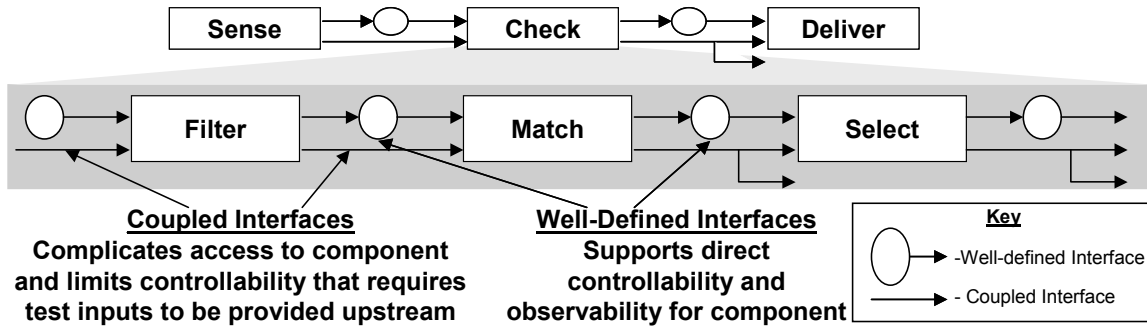 Sense
Check
Deliver
Filter
Match
Select
Coupled Interfaces
Complicates access to component
and limits controllability that requires
test inputs to be provided upstream
Well-Defined Interfaces
Supports direct
controllability and
observability for component
Key
-Well-defined Interface
- Coupled Interface